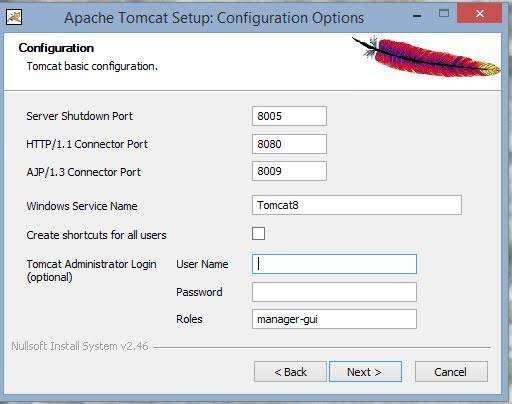 Apache Tomcat Setup: Configuration Options
Configuration
Tomcat basic configuration.
Server Shutdown Port 8005
HTTP/1.1 Connector Port 8080
AJP/1.3 Connector Port 8009
Windows Service Name Tomcat8
Create shortcuts for all users
Tomcat Administrator Login User Name
(optional)
Password
Roles manager-gui
Nullsoft Install System v2.46
< Back Next > Cancel